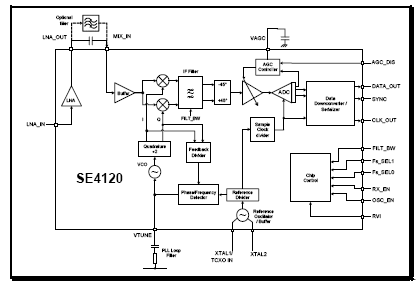 Optional
filter
LNA_OUT
MIX_IN
VAGC
AGC
Controller
AGC_DIS
IF Filter
-45°
+45°
ADC
DATA_OUT
SYNC
CLK_OUT
Data
Downconverter /
Serializer
LNA
Buffer
LNA_IN
I
Q
FILT_BW
Sample
Clock
divider
Quadrature
÷2
Feedback
Divider
VCO
SE4120
Phase/Frequency
Detector
Reference
Divider
Reference
Oscillator
/ Buffer
Chip
Control
FILT_BW
Fs_SEL1
Fs_SEL0
RX_EN
OSC_EN
RVI
VTUNE
PLL Loop
Filter
XTAL1/
TCXO IN
XTAL2